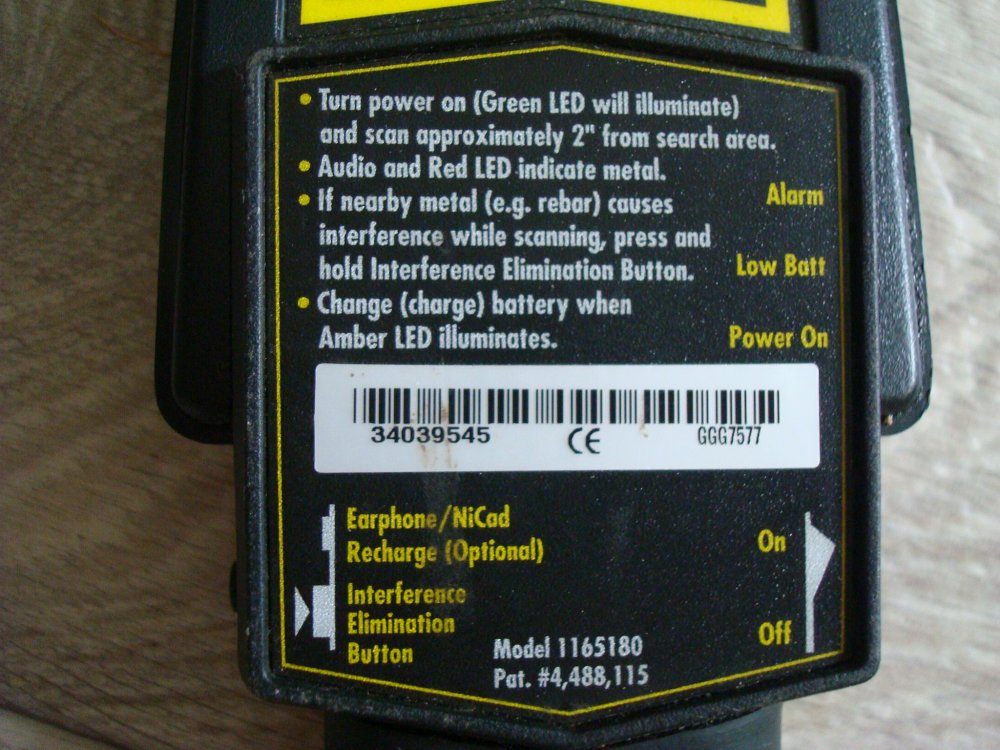 • Turn power on (Green LED will illuminate)
and scan approximately 2" from search area.
• Audio and Red LED indicate metal.
• If nearby metal (e.g. rebar) causes
interference while scanning, press and
hold Interference Elimination Button.
• Change (charge) battery when
Amber LED illuminates.
Alarm
Low Batt
Power On
34039545
CE
GGG7577
Earphone/NiCad
Recharge (Optional)
Interference
Elimination
Button
On
Off
Model 1165180
Pat. #4,488,115